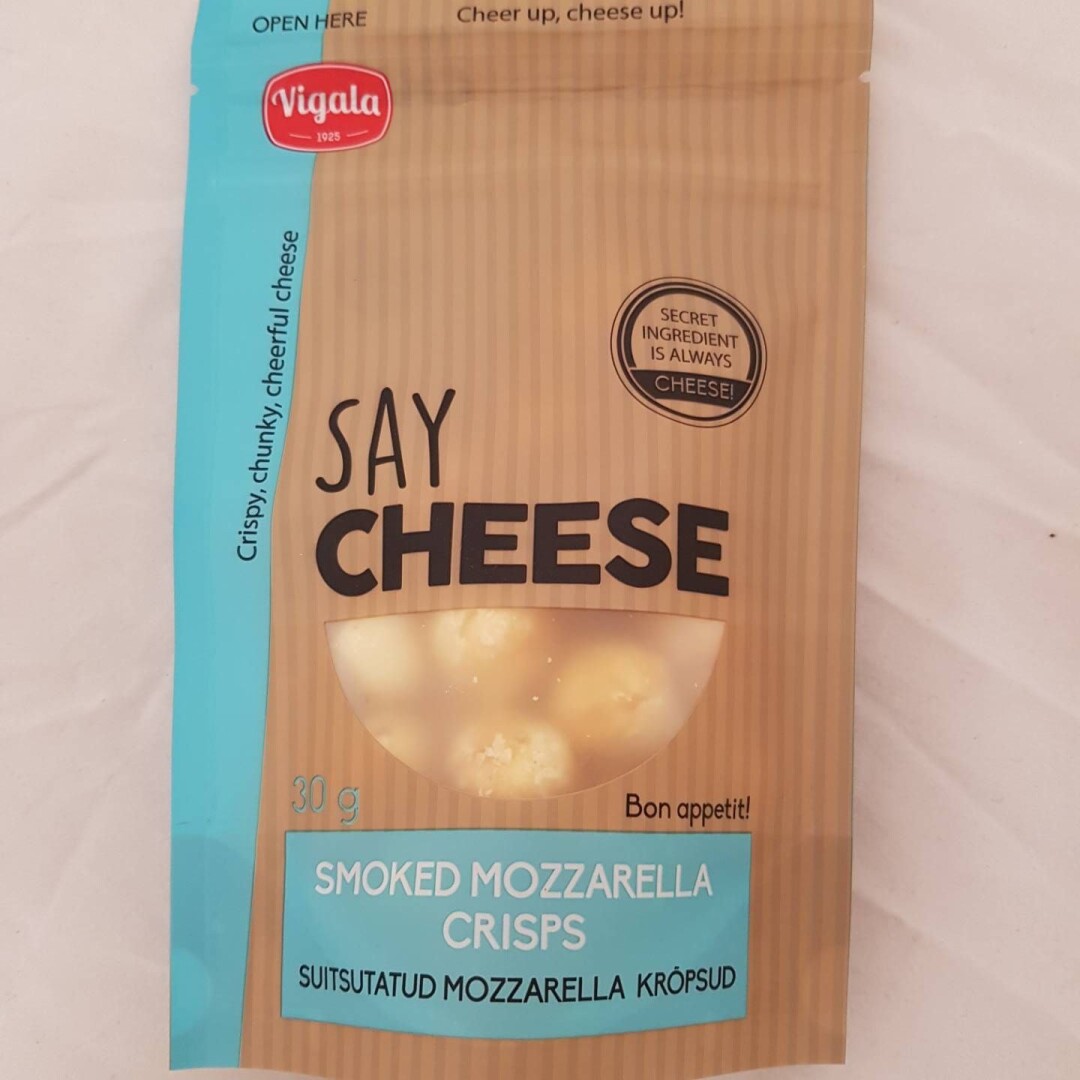 OPEN HERE
Cheer up, cheese up!
Vigala
1925
Crispy, chunky, cheerful cheese
SECRET
INGREDIENT
IS ALWAYS
CHEESE!
SAY
CHEESE
30 g
Bon appetit!
SMOKED MOZZARELLA
CRISPS
SUITSUTATUD MOZZARELLA KRÕPSUD